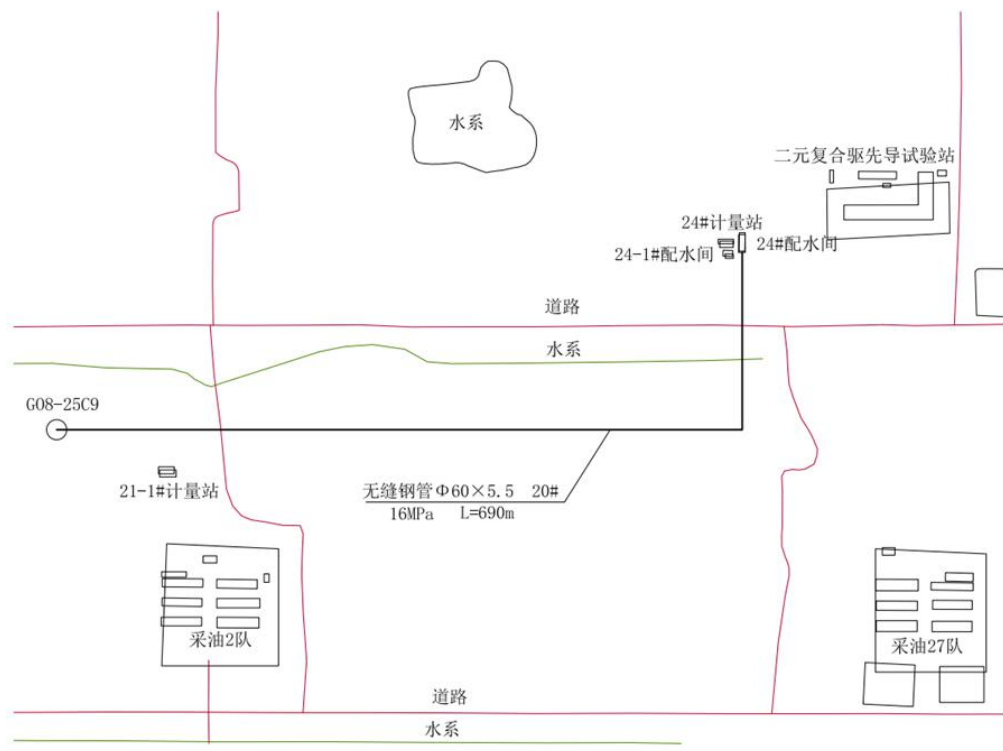 水系
二元复合驱先导试验站
24#计量站
24-1#配水间
24#配水间
道路
水系
G08-25C9
21-1#计量站
无缝钢管Φ60×5.5 20#
16MPa L=690m
采油2队
采油27队
道路
水系